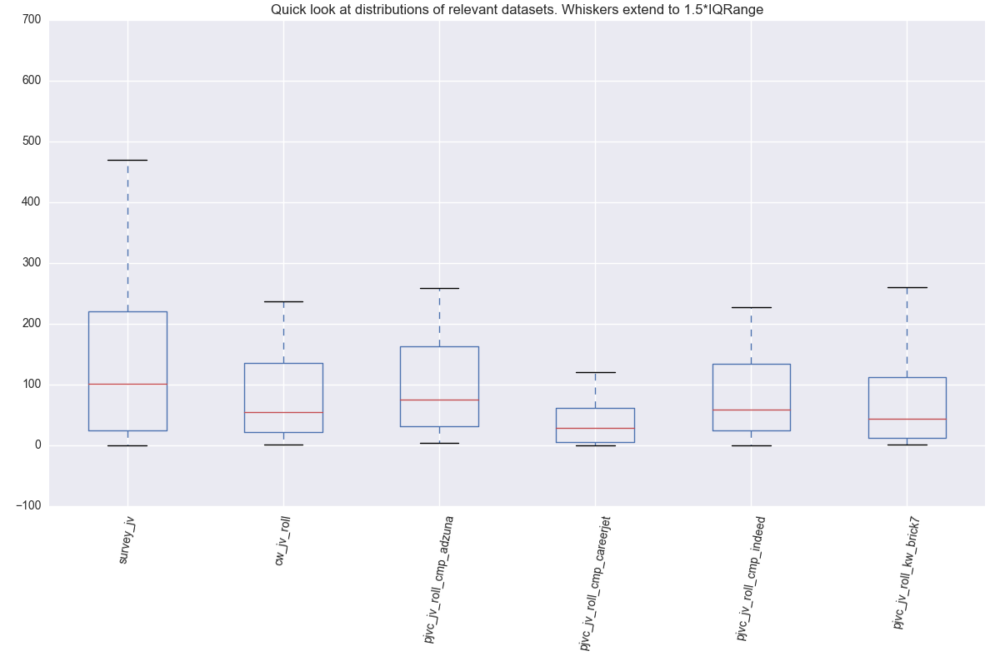 Quick look at distributions of relevant datasets. Whiskers extend to 1.5*IQRange
700
600
500
400
300
200
100
0
−100
survey_jv
cw_jv_roll
pjvc_jv_roll_cmp_adzuna
pjvc_jv_roll_cmp_careerjet
pjvc_jv_roll_cmp_indeed
pjvc_jv_roll_kw_brick7